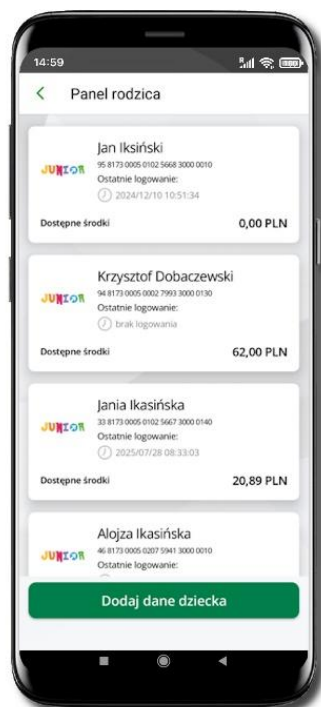 14:59
Panel rodzica
Jan Iksiński
95 8173 0005 0102 5668 3000 0010
JUNIOR
Ostatnie logowanie:
2024/12/10 10:51:34
Dostępne środki 0,00 PLN
Krzysztof Dobaczewski
94 8173 0005 0002 7993 3000 0130
JUNIOR
Ostatnie logowanie:
brak logowania
Dostępne środki 62,00 PLN
Jania Ikasińska
33 8173 0005 0102 5667 3000 0140
JUNIOR
Ostatnie logowanie:
2025/07/28 08:33:03
Dostępne środki 20,89 PLN
Alojza Ikasińska
46 8173 0005 0207 5941 3000 0010
JUNIOR
Ostatnie logowanie:
Dodaj dane dziecka